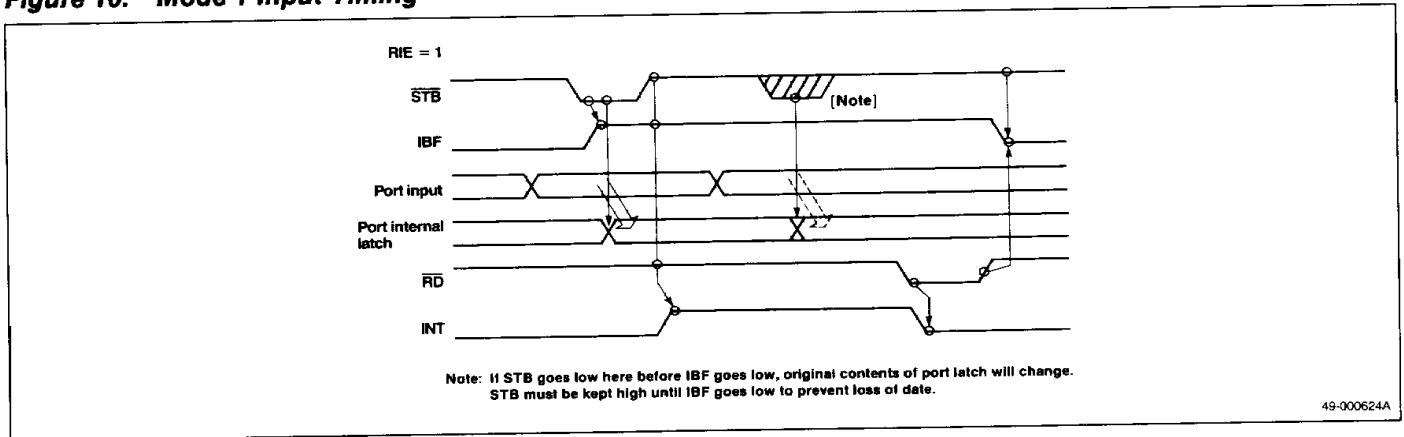 Figure 10. Mode 1 Input Timing
RIE = 1
STB
[Note]
IBF
Port input
Port internal
latch
RD
INT
Note: If STB goes low here before IBF goes low, original contents of port latch will change.
STB must be kept high until IBF goes low to prevent loss of date.
49-000624A